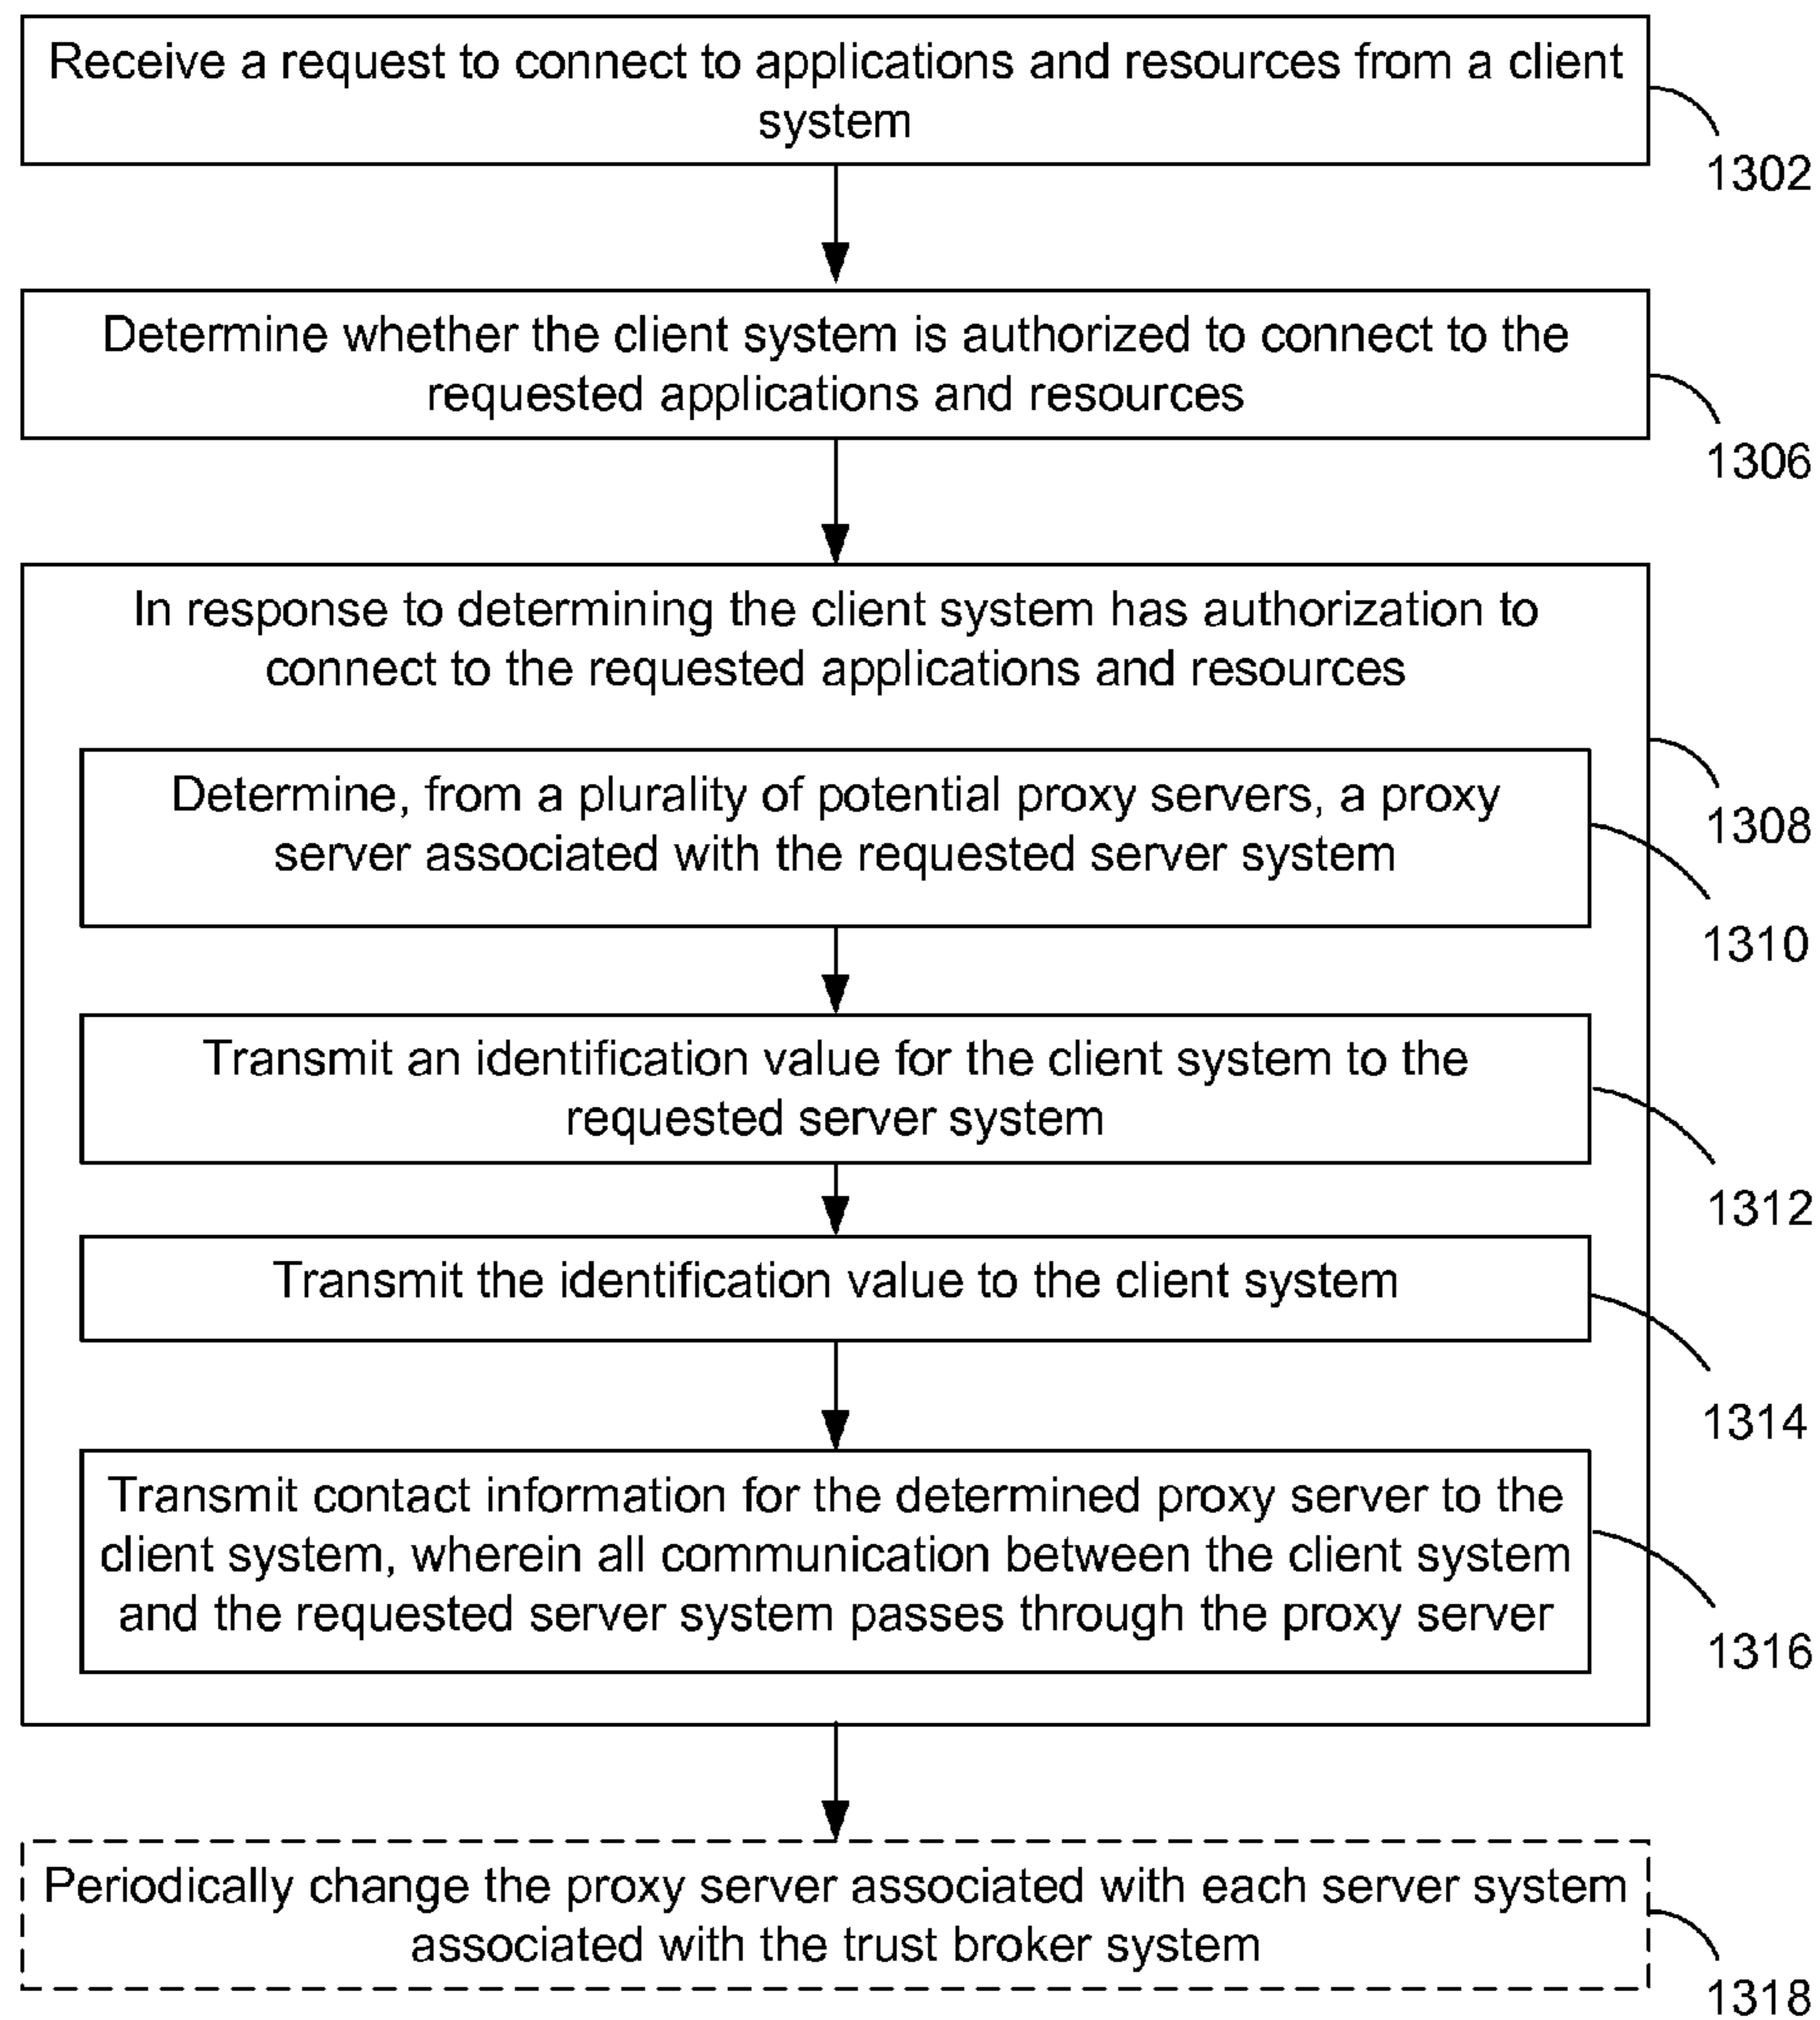 Receive a request to connect to applications and resources from a client
system
1302
Determine whether the client system is authorized to connect to the
requested applications and resources
1306
In response to determining the client system has authorization to
connect to the requested applications and resources
1308
Determine, from a plurality of potential proxy servers, a proxy
server associated with the requested server system
1310
Transmit an identification value for the client system to the
requested server system
1312
Transmit the identification value to the client system
1314
Transmit contact information for the determined proxy server to the
client system, wherein all communication between the client system
and the requested server system passes through the proxy server
1316
Periodically change the proxy server associated with each server system
associated with the trust broker system
1318